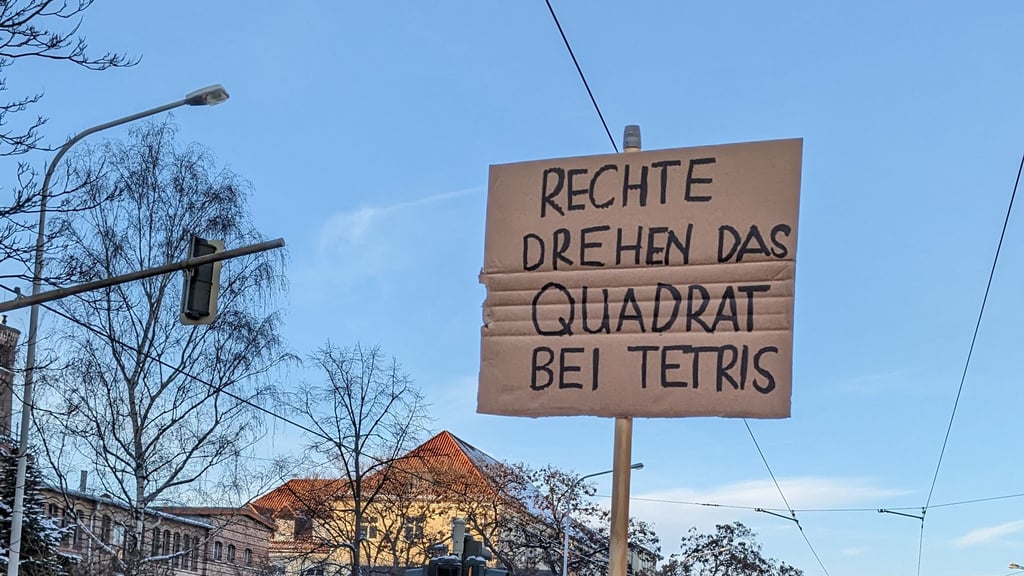 RECHTE
DREHEN DAS
QUADRAT
BEI TETRIS